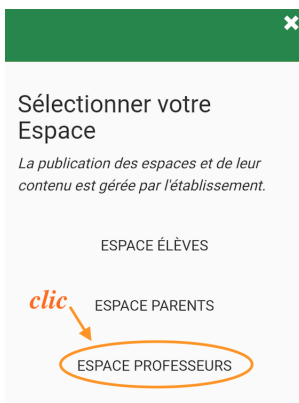 Sélectionner votre
Espace
La publication des espaces et de leur
contenu est gérée par l'établissement.
ESPACE ÉLÈVES
clic
ESPACE PARENTS
ESPACE PROFESSEURS